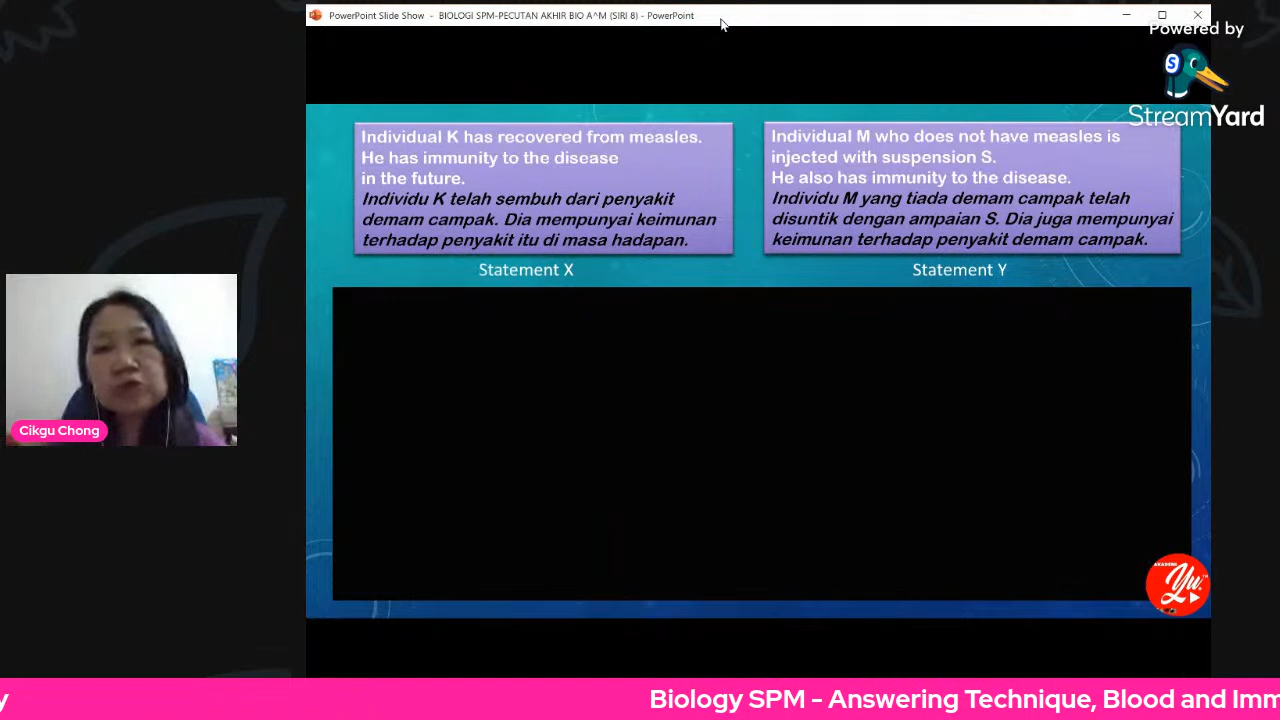 PowerPoint Slide Show - BIOLOGI SPM-PECUTAN AKHIR BIO A^M (SIRI 8) - PowerPoint
Powered by
S
StreamYard
Individual K has recovered from measles.
He has immunity to the disease
in the future.
Individu K telah sembuh dari penyakit
demam campak. Dia mempunyai keimunan
terhadap penyakit itu di masa hadapan.
Statement X
Individual M who does not have measles is
injected with suspension S.
He also has immunity to the disease.
Individu M yang tiada demam campak telah
disuntik dengan ampaian S. Dia juga mempunyai
keimunan terhadap penyakit demam campak.
Statement Y
Cikgu Chong
AKADEMI
Yu
y
Biology SPM - Answering Technique, Blood and Imm